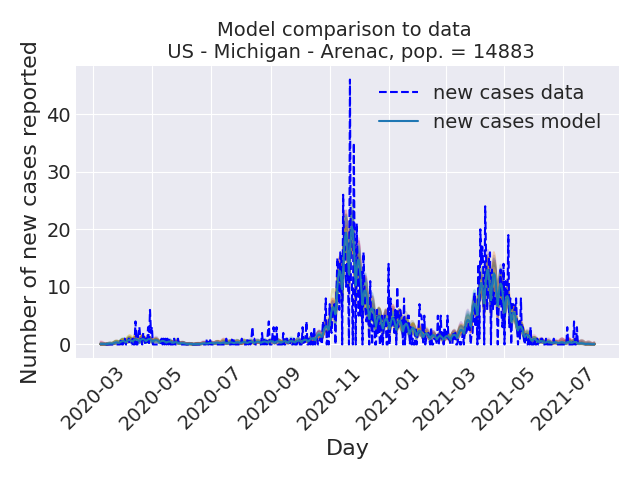 Model comparison to data
US - Michigan - Arenac, pop. = 14883
Number of new cases reported
40
30
20
10
0
new cases data
new cases model
2020-03
2020-05
2020-07
2020-09
2020-11
2021-01
2021-03
2021-05
2021-07
Day